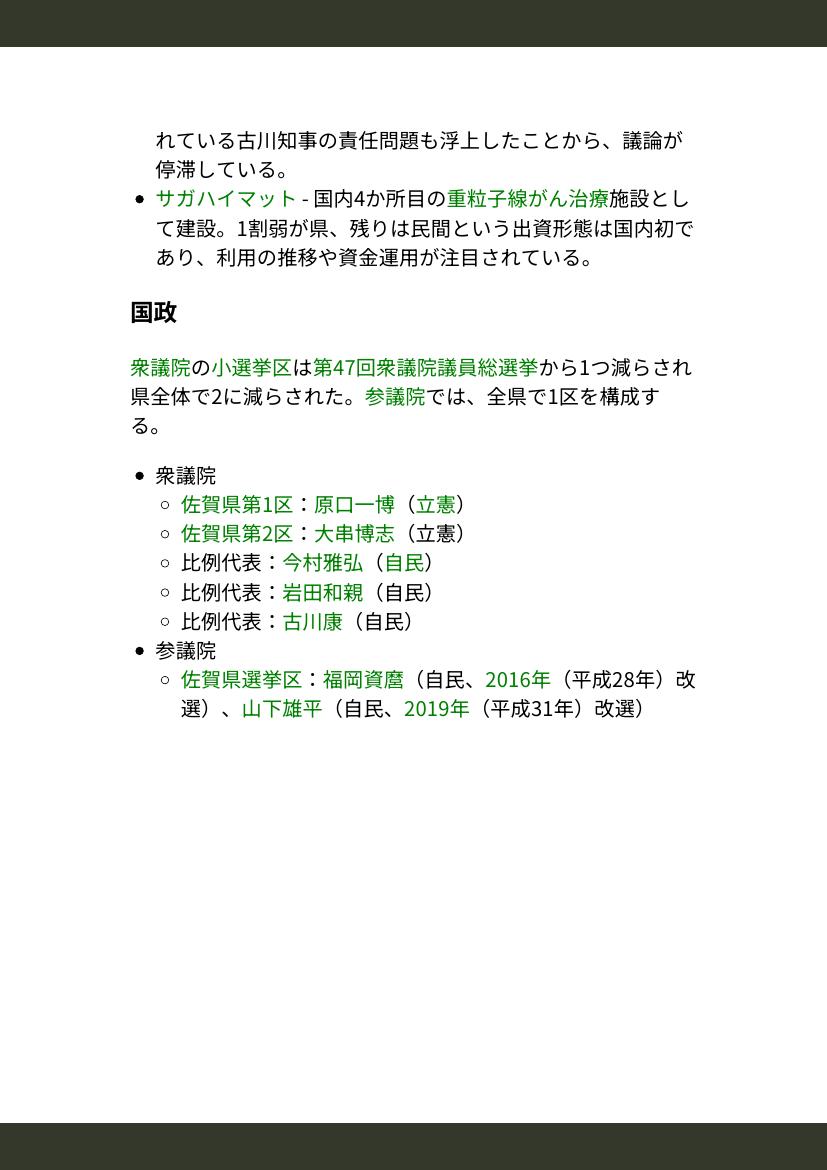 れている古川知事の責任問題も浮上したことから、議論が
停滞している。
サガハイマット - 国内4か所目の重粒子線がん治療施設とし
て建設。1割弱が県、残りは民間という出資形態は国内初で
あり、利用の推移や資金運用が注目されている。
国政
衆議院の小選挙区は第47回衆議院議員総選挙から1つ減らされ
県全体で2に減らされた。参議院では、全県で1区を構成す
る。
衆議院
佐賀県第1区：原口一博（立憲）
佐賀県第2区：大串博志（立憲）
比例代表：今村雅弘（自民）
比例代表：岩田和親（自民）
比例代表：古川康（自民）
参議院
佐賀県選挙区：福岡資麿（自民、2016年（平成28年）改
選）、山下雄平（自民、2019年（平成31年）改選）